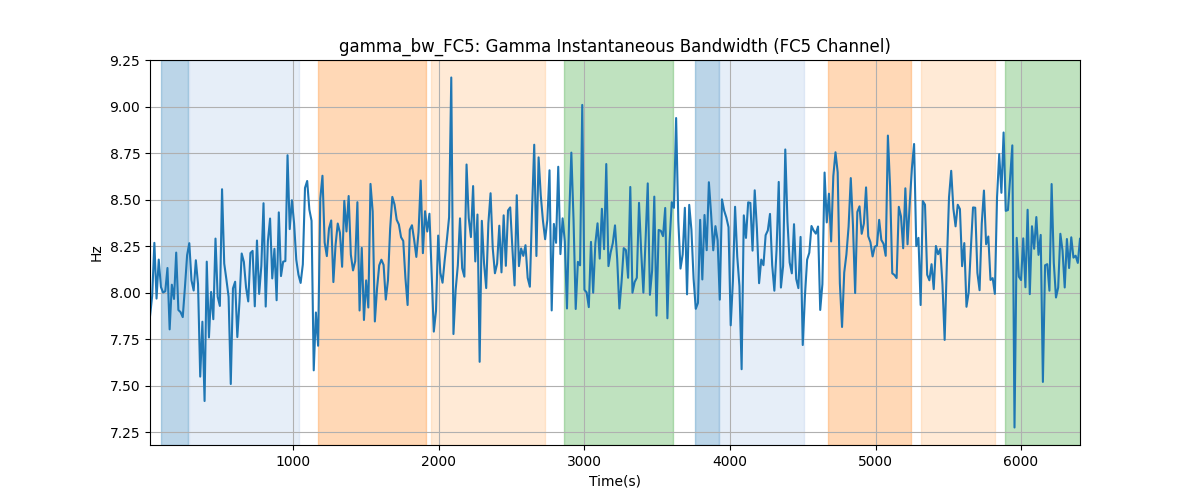 gamma_bw_FC5: Gamma Instantaneous Bandwidth (FC5 Channel)
9.25
9.00
8.75
8.50
8.25
8.00
7.75
7.50
7.25
Hz
1000 2000 3000 4000 5000 6000
Time(s)